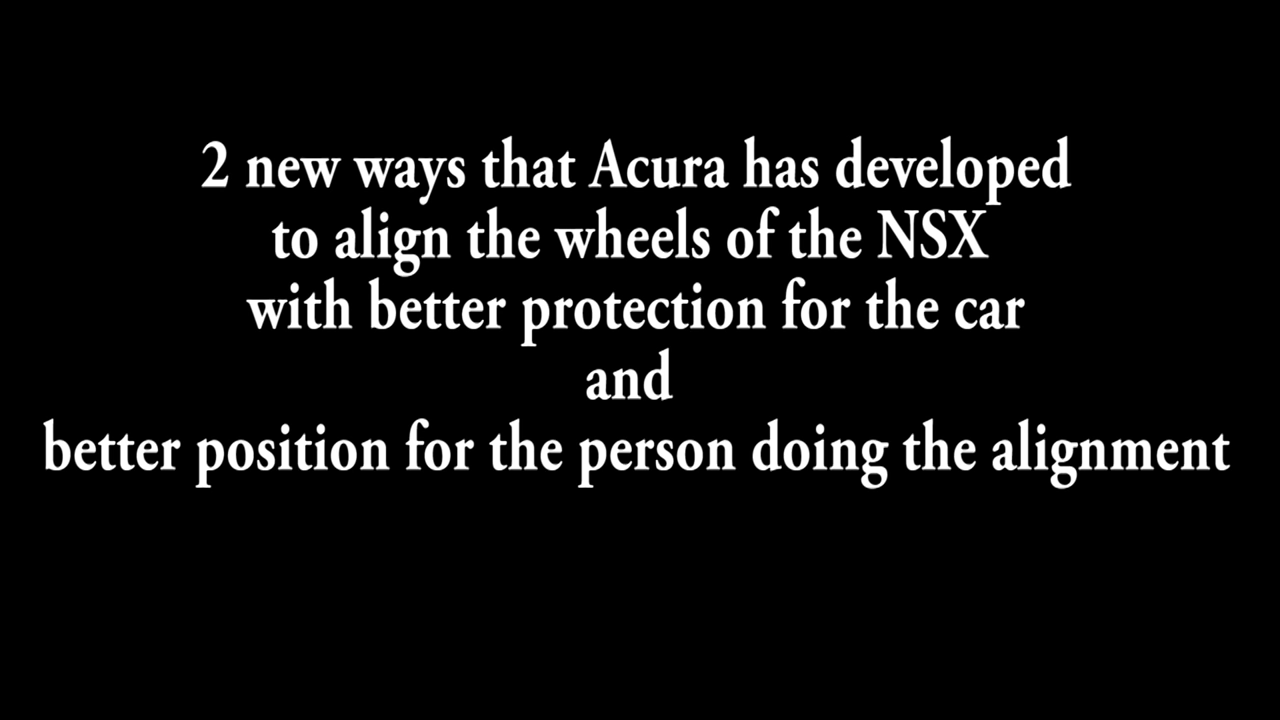 2 new ways that Acura has developed
to align the wheels of the NSX
with better protection for the car
and
better position for the person doing the alignment